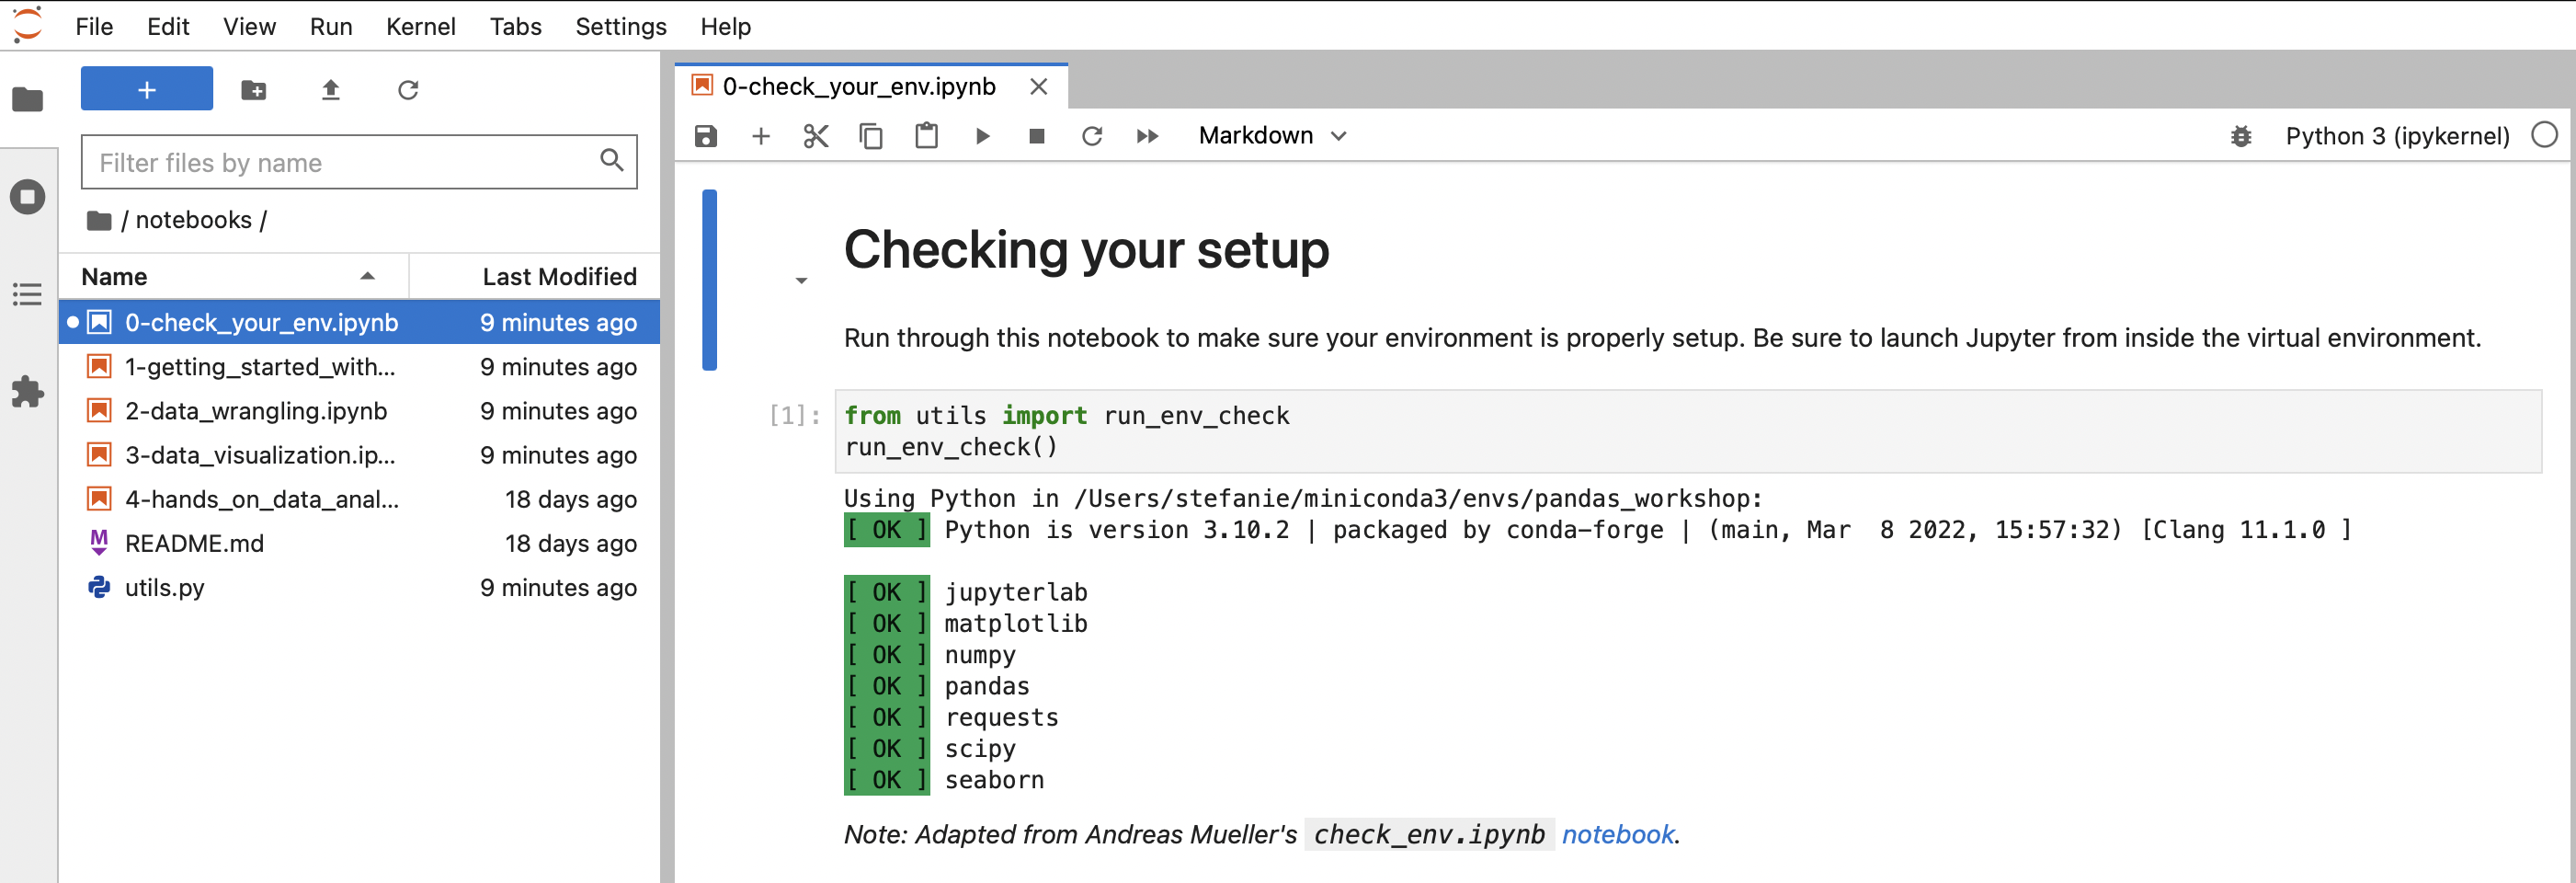 File Edit View Run Kernel Tabs Settings Help
+
Filter files by name
/ notebooks /
Name Last Modified
0-check_your_env.ipynb 9 minutes ago
1-getting_started_with... 9 minutes ago
2-data_wrangling.ipynb 9 minutes ago
3-data_visualization.ip... 9 minutes ago
4-hands_on_data_anal... 18 days ago
README.md 18 days ago
utils.py 9 minutes ago
0-check_your_env.ipynb
Markdown Python 3 (ipykernel)
Checking your setup
Run through this notebook to make sure your environment is properly setup. Be sure to launch Jupyter from inside the virtual environment.
[1]: from utils import run_env_check
run_env_check()
Using Python in /Users/stefanie/miniconda3/envs/pandas_workshop:
[ OK ] Python is version 3.10.2 | packaged by conda-forge | (main, Mar  8 2022, 15:57:32) [Clang 11.1.0 ]
[ OK ] jupyterlab
[ OK ] matplotlib
[ OK ] numpy
[ OK ] pandas
[ OK ] requests
[ OK ] scipy
[ OK ] seaborn
Note: Adapted from Andreas Mueller's check_env.ipynb notebook.